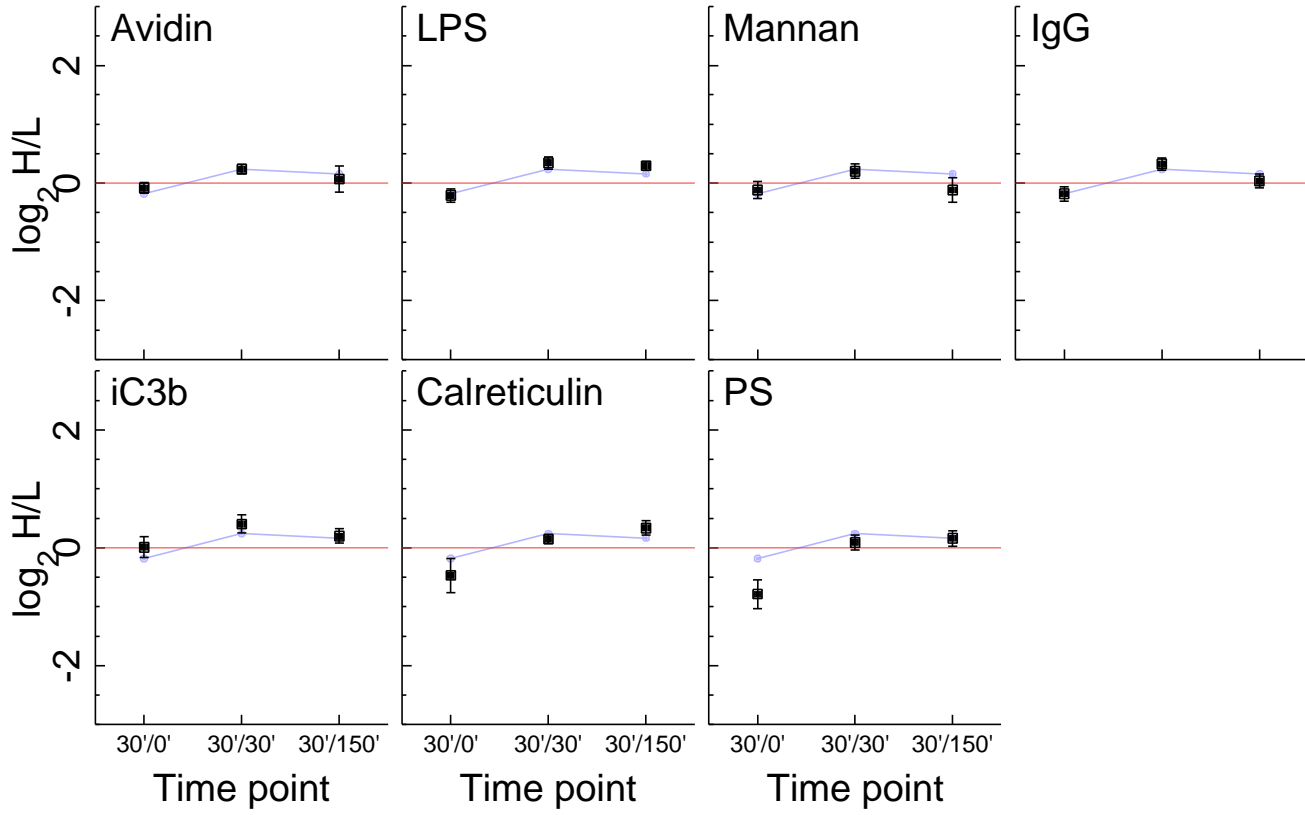 Avidin LPS Mannan IgG
log2 H/L
2
0
-2
iC3b Calreticulin PS
log2 H/L
2
0
-2
30'/0' 30'/30' 30'/150' 30'/0' 30'/30' 30'/150' 30'/0' 30'/30' 30'/150'
Time point Time point Time point